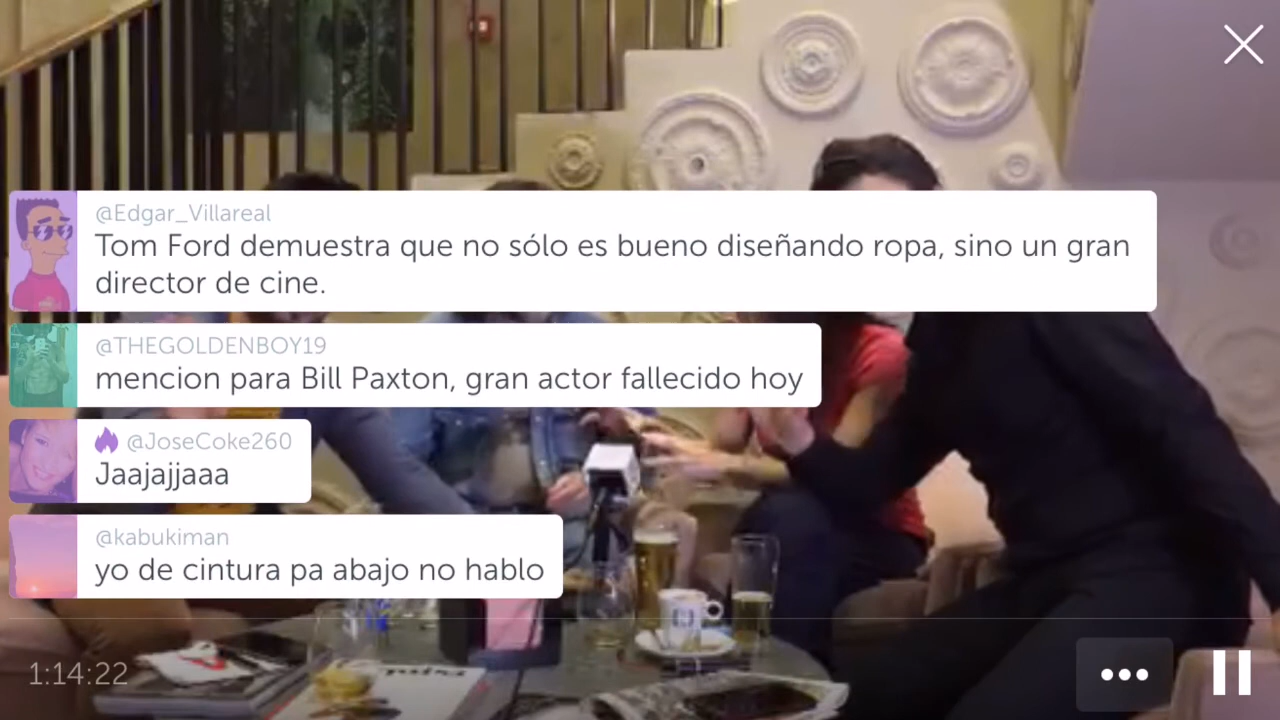 @Edgar_Villareal
Tom Ford demuestra que no sólo es bueno diseñando ropa, sino un gran
director de cine.
@THEGOLDENBOY19
mencion para Bill Paxton, gran actor fallecido hoy
@JoseCoke260
Jaajajjaaa
@kabukiman
yo de cintura pa abajo no hablo
1:14:22